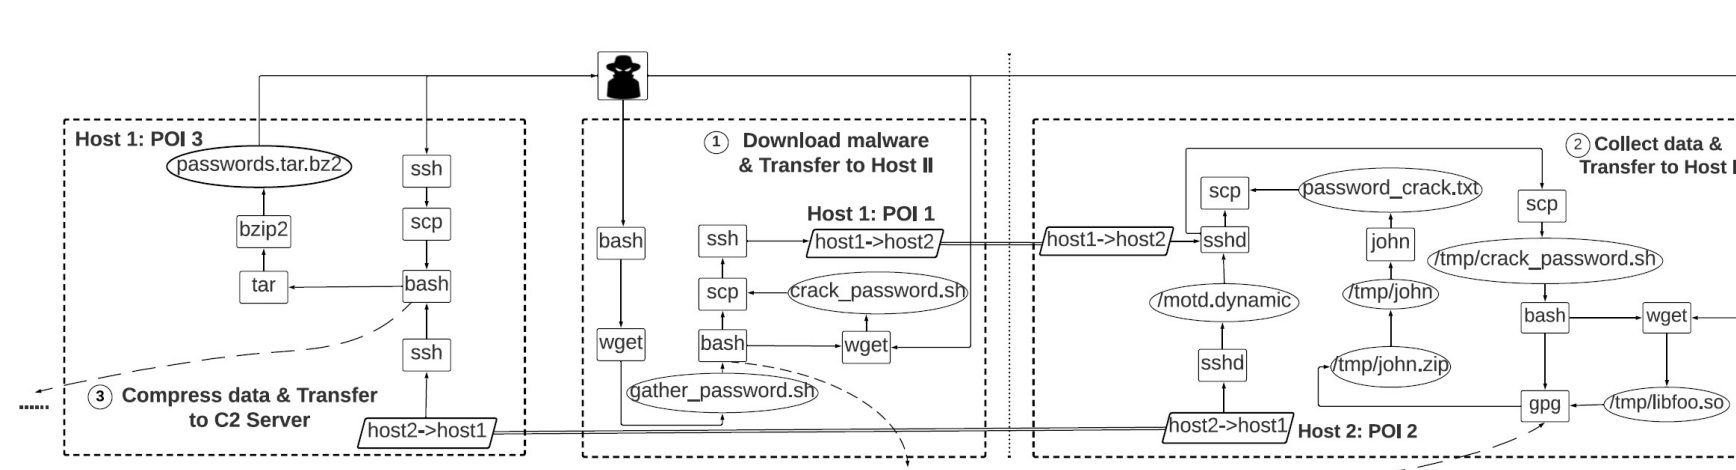 Host 1: POI 3
passwords.tar.bz2
bzip2
tar
ssh
scp
bash
ssh
3 Compress data & Transfer
to C2 Server
host2->host1
1 Download malware
& Transfer to Host II
Host 1: POI 1
bash
wget
ssh
host1->host2
scp
crack_password.sh
bash
wget
gather_password.sh
2 Collect data &
Transfer to Host
host1->host2
scp
password_crack.txt
sshd
john
/motd.dynamic
/tmp/john
sshd
/tmp/john.zip
host2->host1
Host 2: POI 2
scp
/tmp/crack_password.sh
bash
wget
gpg
/tmp/libfoo.so
......